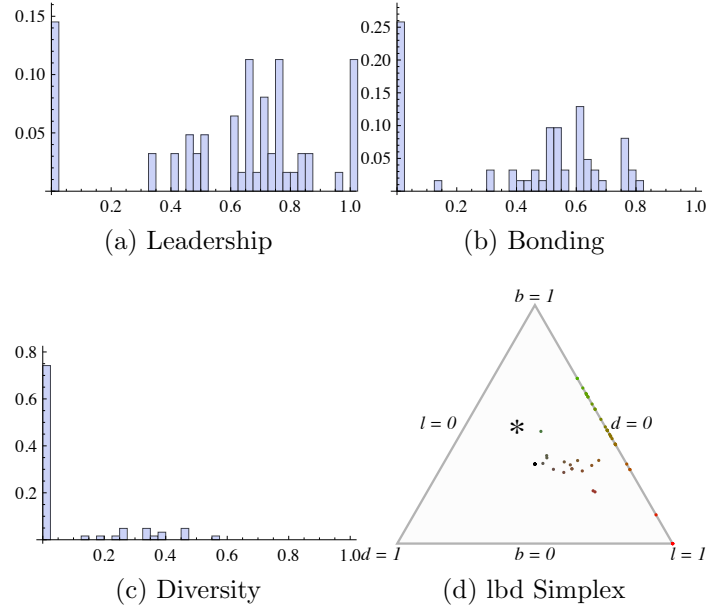 0.15
0.10
0.05
0.2 0.4 0.6 0.8 1.0
(a) Leadership
0.25
0.20
0.15
0.10
0.05
0.2 0.4 0.6 0.8 1.0
(b) Bonding
0.8
0.6
0.4
0.2
0.2 0.4 0.6 0.8 1.0
(c) Diversity
b = 1
l = 0
*
d = 0
d = 1
b = 0
l = 1
(d) lbd Simplex